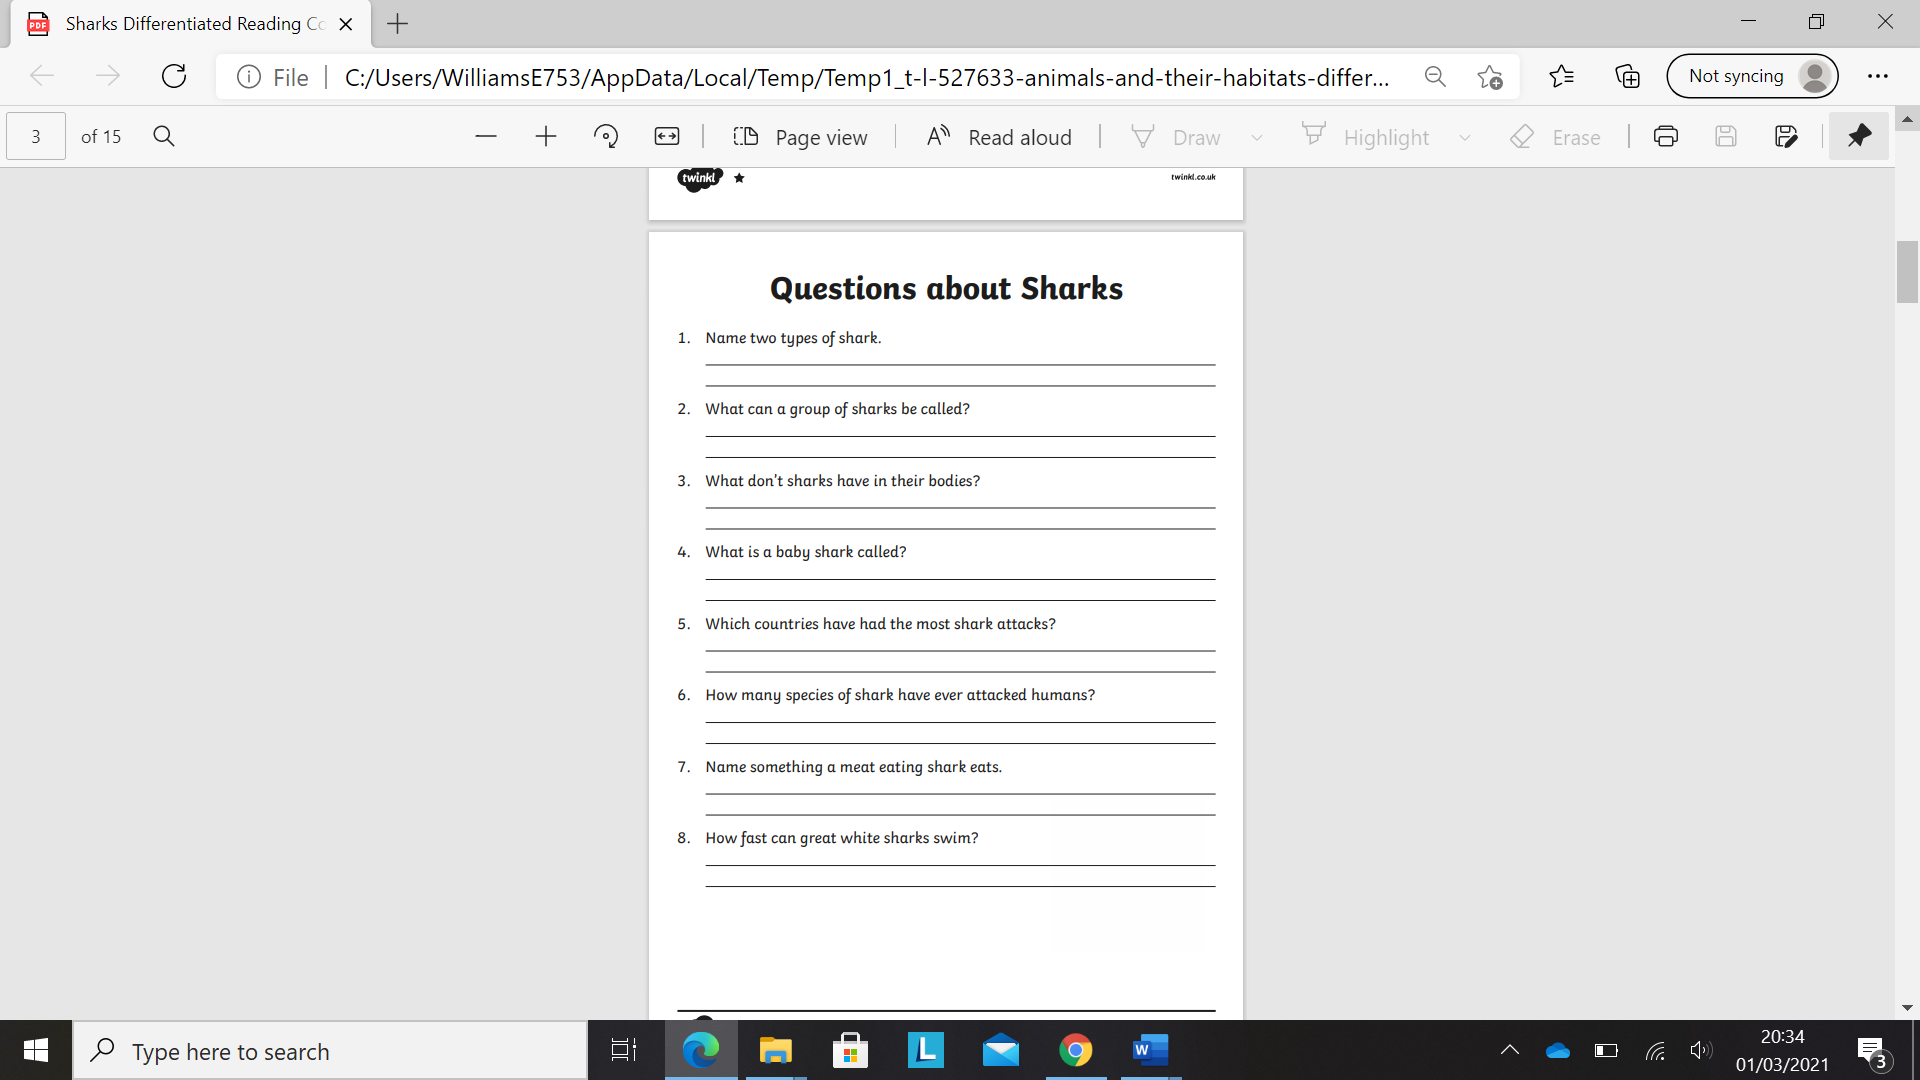 Sharks Differentiated Reading Co
File
C:/Users/WilliamsE753/AppData/Local/Temp/Temp1_t-l-527633-animals-and-their-habitats-differ...
Not syncing
3 of 15
Page view
Read aloud
Draw
Highlight
Erase
twinkl
twinkl.co.uk
Questions about Sharks
1. Name two types of shark.
2. What can a group of sharks be called?
3. What don't sharks have in their bodies?
4. What is a baby shark called?
5. Which countries have had the most shark attacks?
6. How many species of shark have ever attacked humans?
7. Name something a meat eating shark eats.
8. How fast can great white sharks swim?
Type here to search
20:34
01/03/2021
3